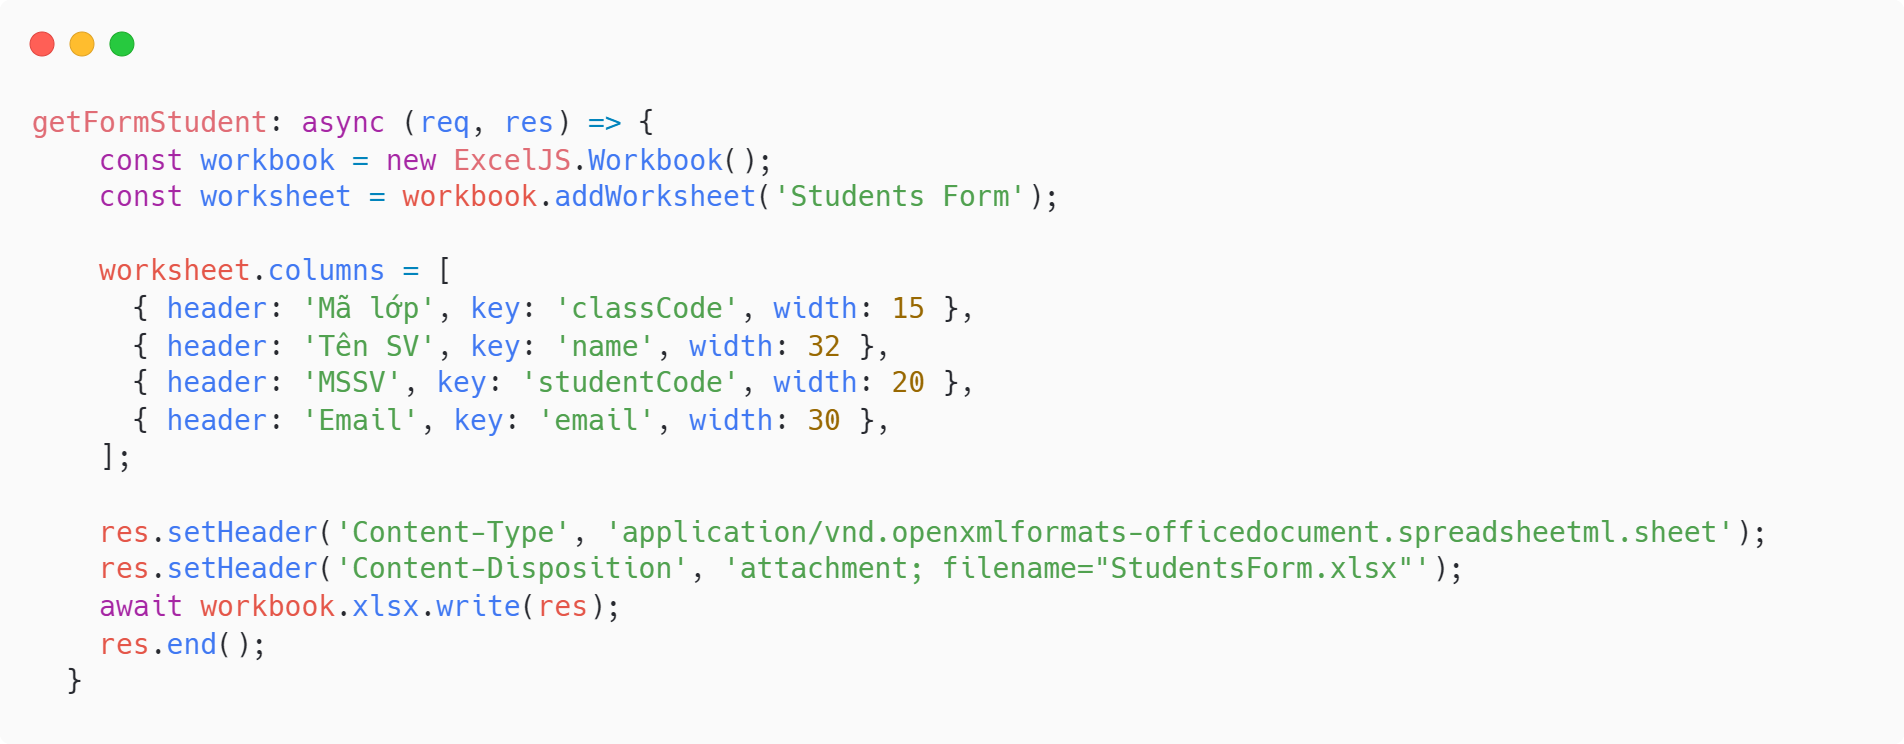 getFormStudent: async (req, res) => {
    const workbook = new ExcelJS.Workbook();
    const worksheet = workbook.addWorksheet('Students Form');

    worksheet.columns = [
      { header: 'Mã lớp', key: 'classCode', width: 15 },
      { header: 'Tên SV', key: 'name', width: 32 },
      { header: 'MSSV', key: 'studentCode', width: 20 },
      { header: 'Email', key: 'email', width: 30 },
    ];

    res.setHeader('Content-Type', 'application/vnd.openxmlformats-officedocument.spreadsheetml.sheet');
    res.setHeader('Content-Disposition', 'attachment; filename="StudentsForm.xlsx"');
    await workbook.xlsx.write(res);
    res.end();
  }